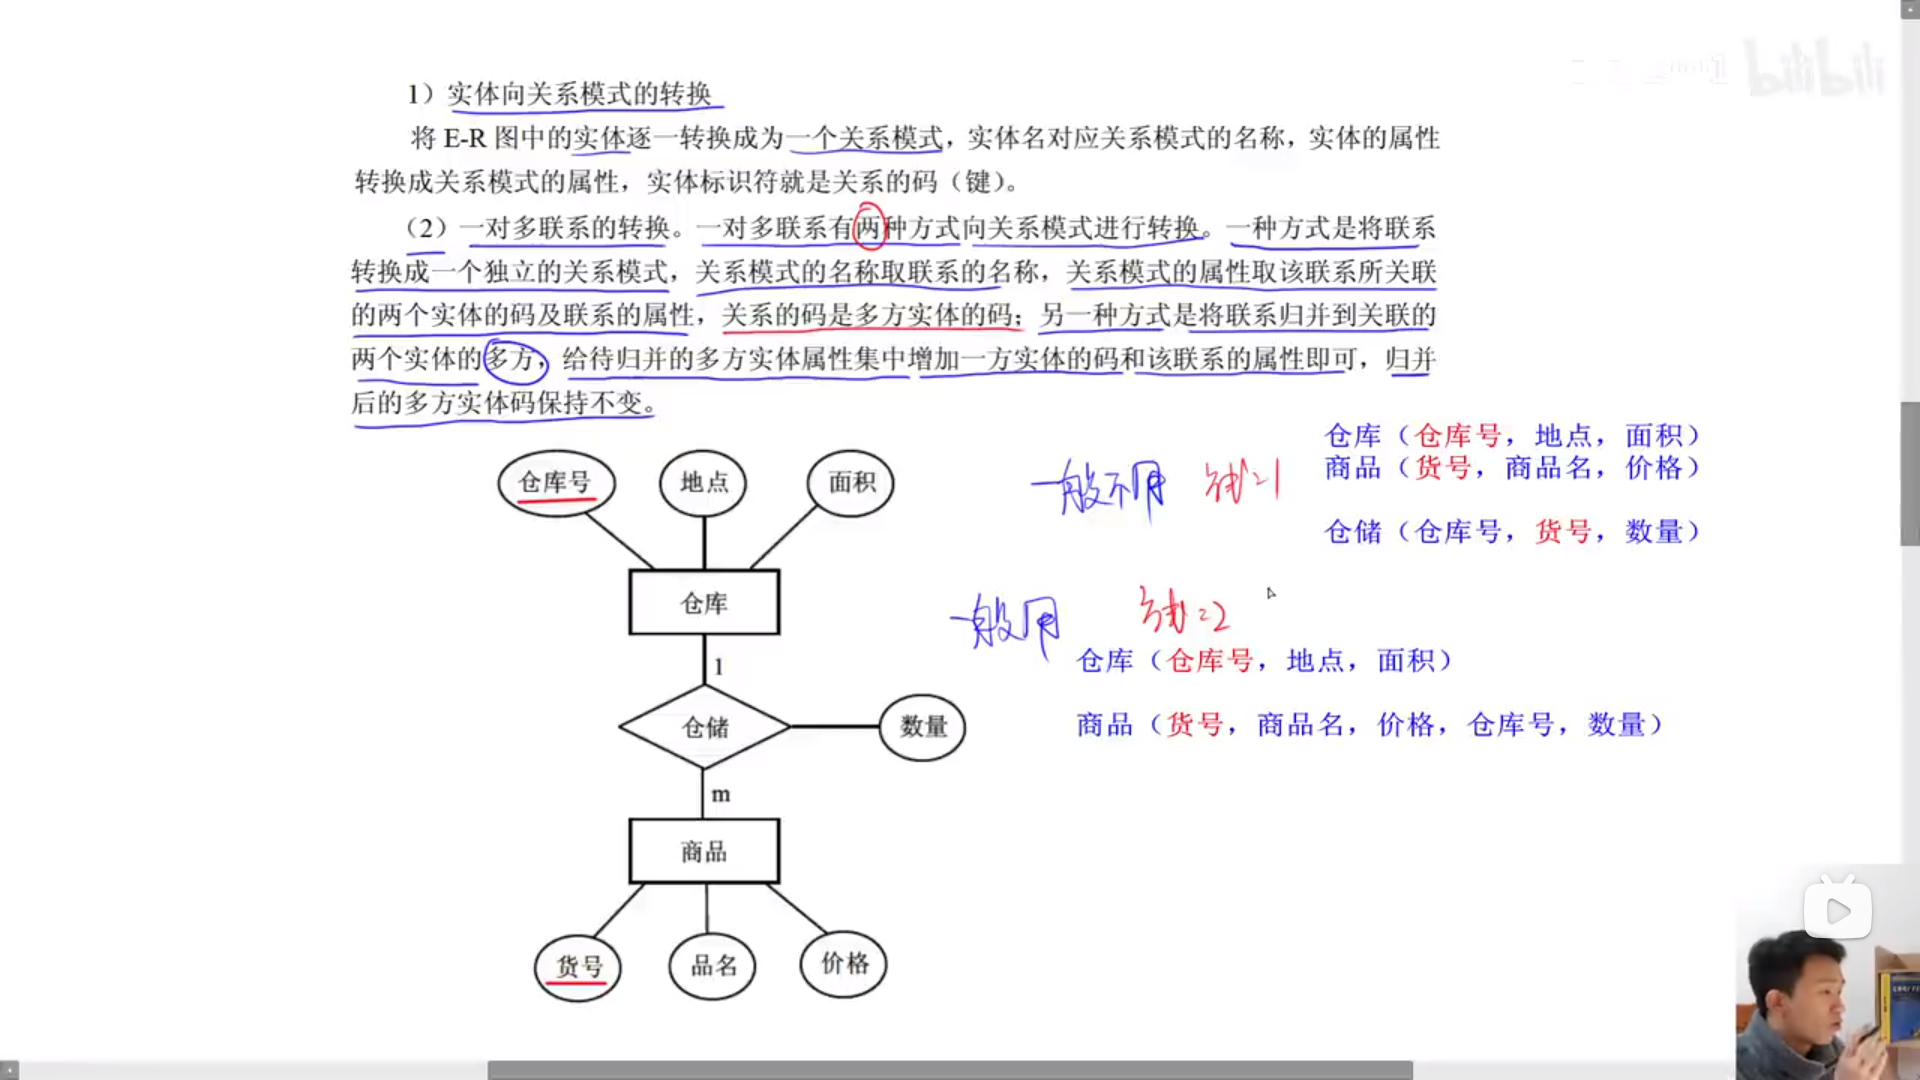 bilibili
1）实体向关系模式的转换
将 E-R 图中的实体逐一转换成为一个关系模式，实体名对应关系模式的名称，实体的属性
转换成关系模式的属性，实体标识符就是关系的码（键）。
（2）一对多联系的转换。一对多联系有两种方式向关系模式进行转换。一种方式是将联系
转换成一个独立的关系模式，关系模式的名称取联系的名称，关系模式的属性取该联系所关联
的两个实体的码及联系的属性，关系的码是多方实体的码；另一种方式是将联系归并到关联的
两个实体的多方，给待归并的多方实体属性集中增加一方实体的码和该联系的属性即可，归并
后的多方实体码保持不变。
仓库号 地点 面积
仓库
1
仓储 数量
m
商品
货号 品名 价格
一般不用
仓库（仓库号，地点，面积）
商品（货号，商品名，价格）
仓储（仓库号，货号，数量）
一般用
仓库（仓库号，地点，面积）
商品（货号，商品名，价格，仓库号，数量）